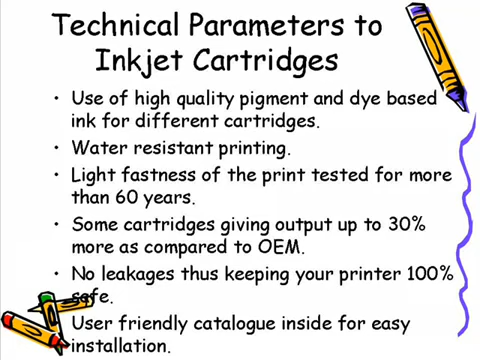 Technical Parameters to
Inkjet Cartridges
• Use of high quality pigment and dye based
ink for different cartridges.
• Water resistant printing.
• Light fastness of the print tested for more
than 60 years.
• Some cartridges giving output up to 30%
more as compared to OEM.
• No leakages thus keeping your printer 100%
safe.
User friendly catalogue inside for easy
installation.